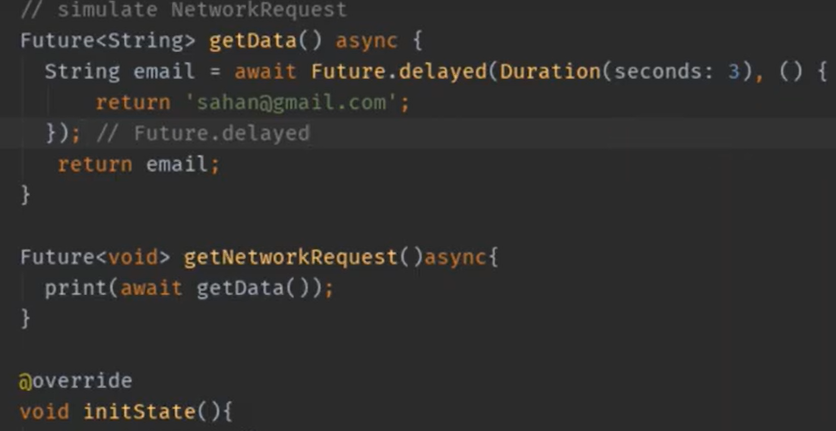 // simulate NetworkRequest
Future<String> getData() async {
  String email = await Future.delayed(Duration(seconds: 3), () {
      return 'sahan@gmail.com';
  }); // Future.delayed
   return email;
}

Future<void> getNetworkRequest()async{
  print(await getData());
}

@override
void initState(){